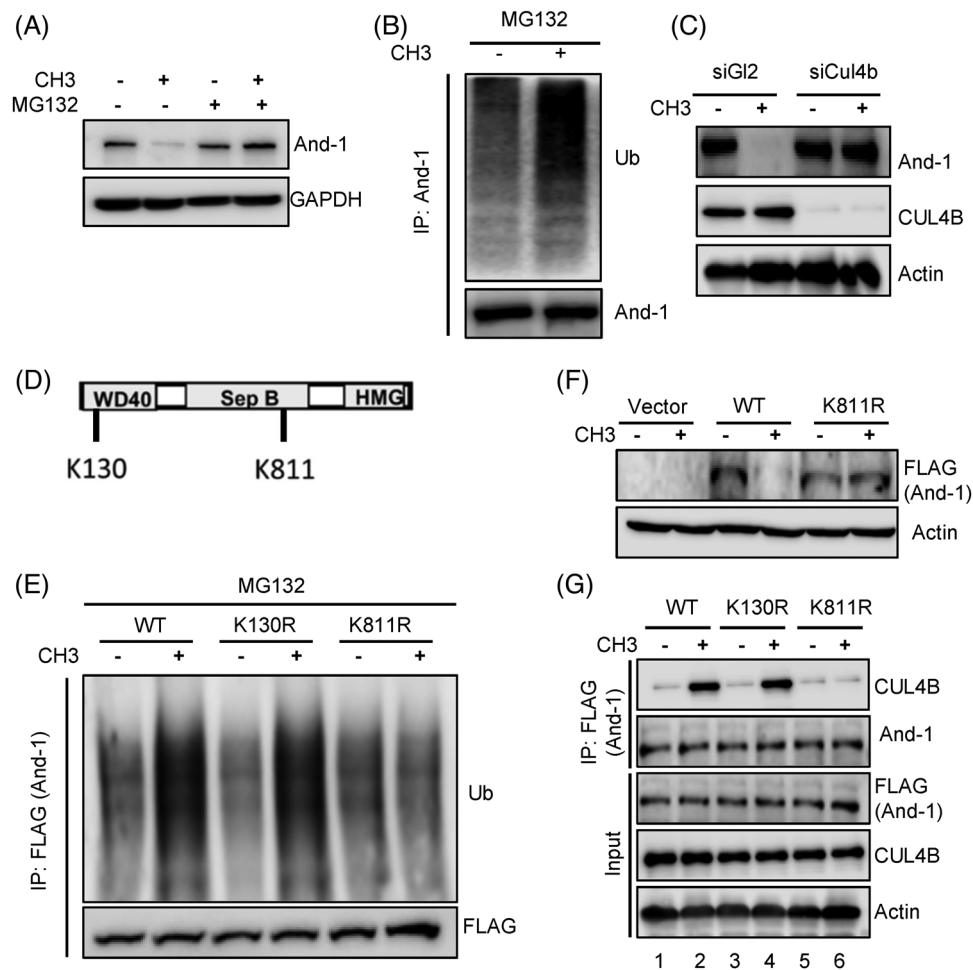 (A)
CH3 - + - +
MG132 - - + +
And-1
GAPDH
(B)
MG132
CH3 - +
IP: And-1
Ub
And-1
(C)
siGl2 siCul4b
CH3 - + - +
And-1
CUL4B
Actin
(D)
WD40 Sep B HMG
K130 K811
(E)
MG132
WT K130R K811R
CH3 - + - + - +
IP: FLAG (And-1)
Ub
FLAG
(F)
Vector WT K811R
CH3 - + - + - +
FLAG
(And-1)
Actin
(G)
WT K130R K811R
CH3 - + - + - +
IP: FLAG
(And-1)
CUL4B
And-1
Input
FLAG
(And-1)
CUL4B
Actin
1 2 3 4 5 6